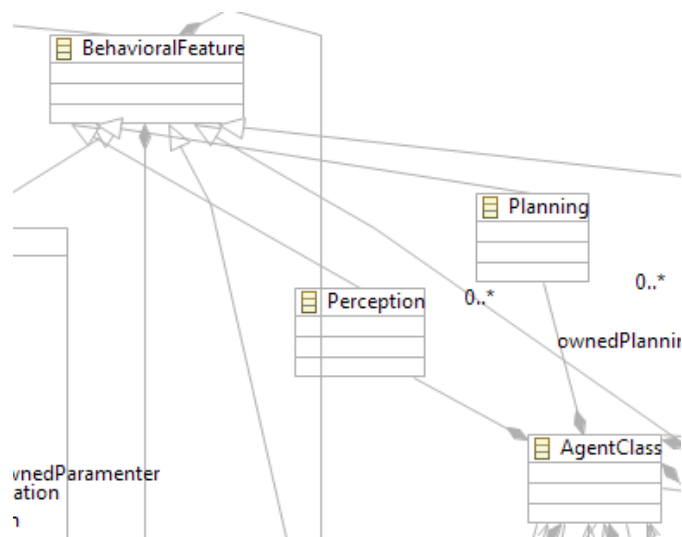 BehavioralFeature
Planning
0..*
Perception
0..*
ownedPlannin
AgentClass
wnedParamenter
ation